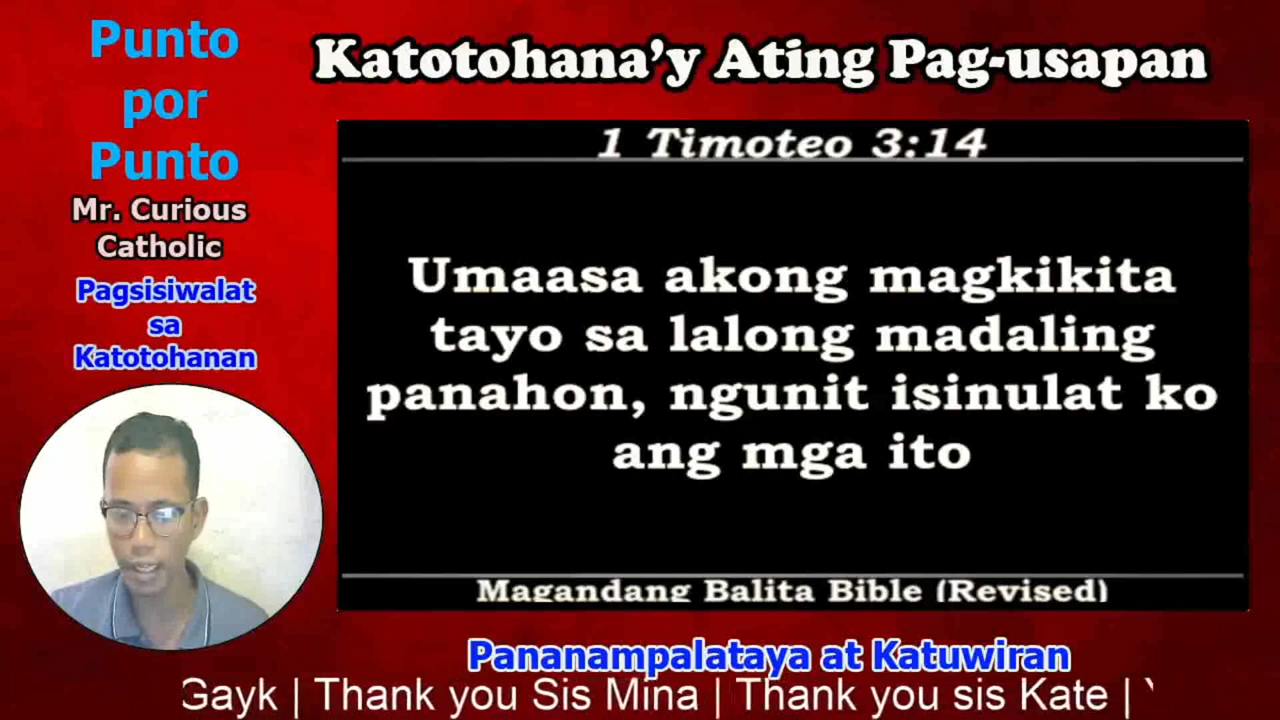 Punto
por
Punto
Mr. Curious
Catholic
Pagsisiwalat
sa
Katotohanan
Katotohana’y Ating Pag-usapan
1 Timoteo 3:14
Umaasa akong magkikita
tayo sa lalong madaling
panahon, ngunit isinulat ko
ang mga ito
Magandang Balita Bible (Revised)
Pananampalataya at Katuwiran
Gayk | Thank you Sis Mina | Thank you sis Kate |